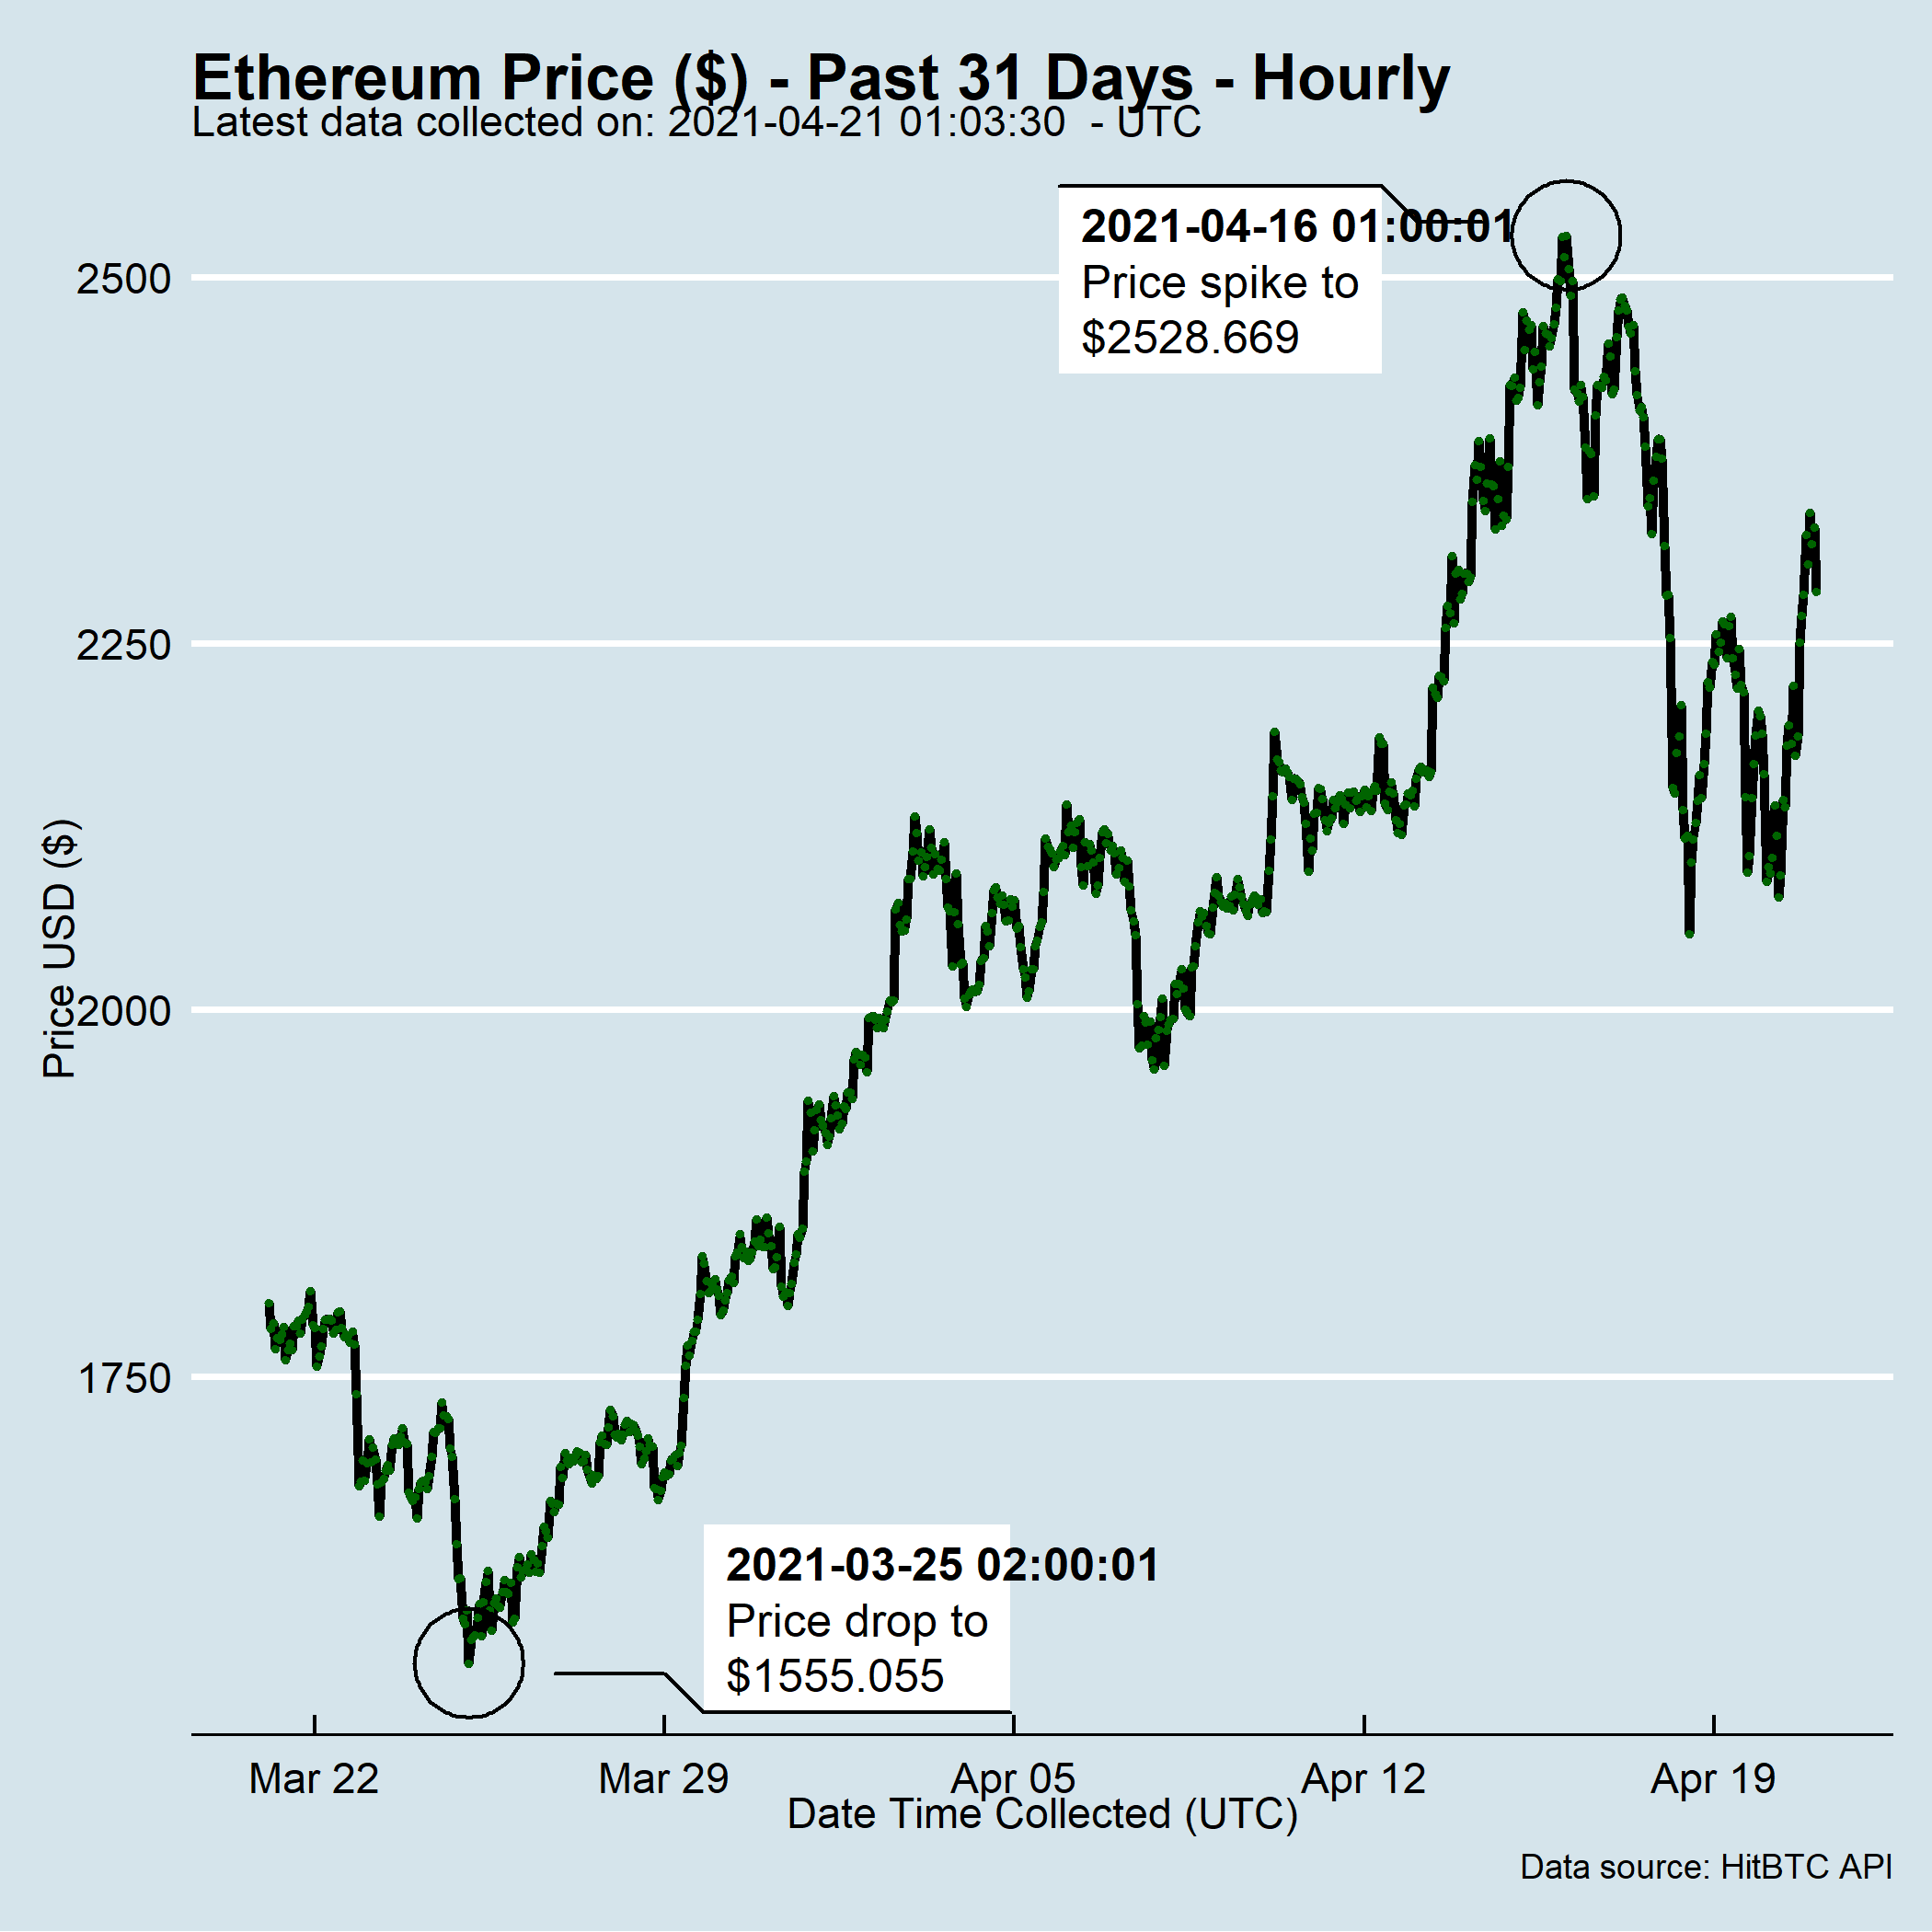 Ethereum Price ($) - Past 31 Days - Hourly
Latest data collected on: 2021-04-21 01:03:30  - UTC
2021-04-16 01:00:01
Price spike to
$2528.669
2500
2250
Price USD ($)
2000
1750
2021-03-25 02:00:01
Price drop to
$1555.055
Mar 22
Mar 29
Apr 05
Apr 12
Apr 19
Date Time Collected (UTC)
Data source: HitBTC API